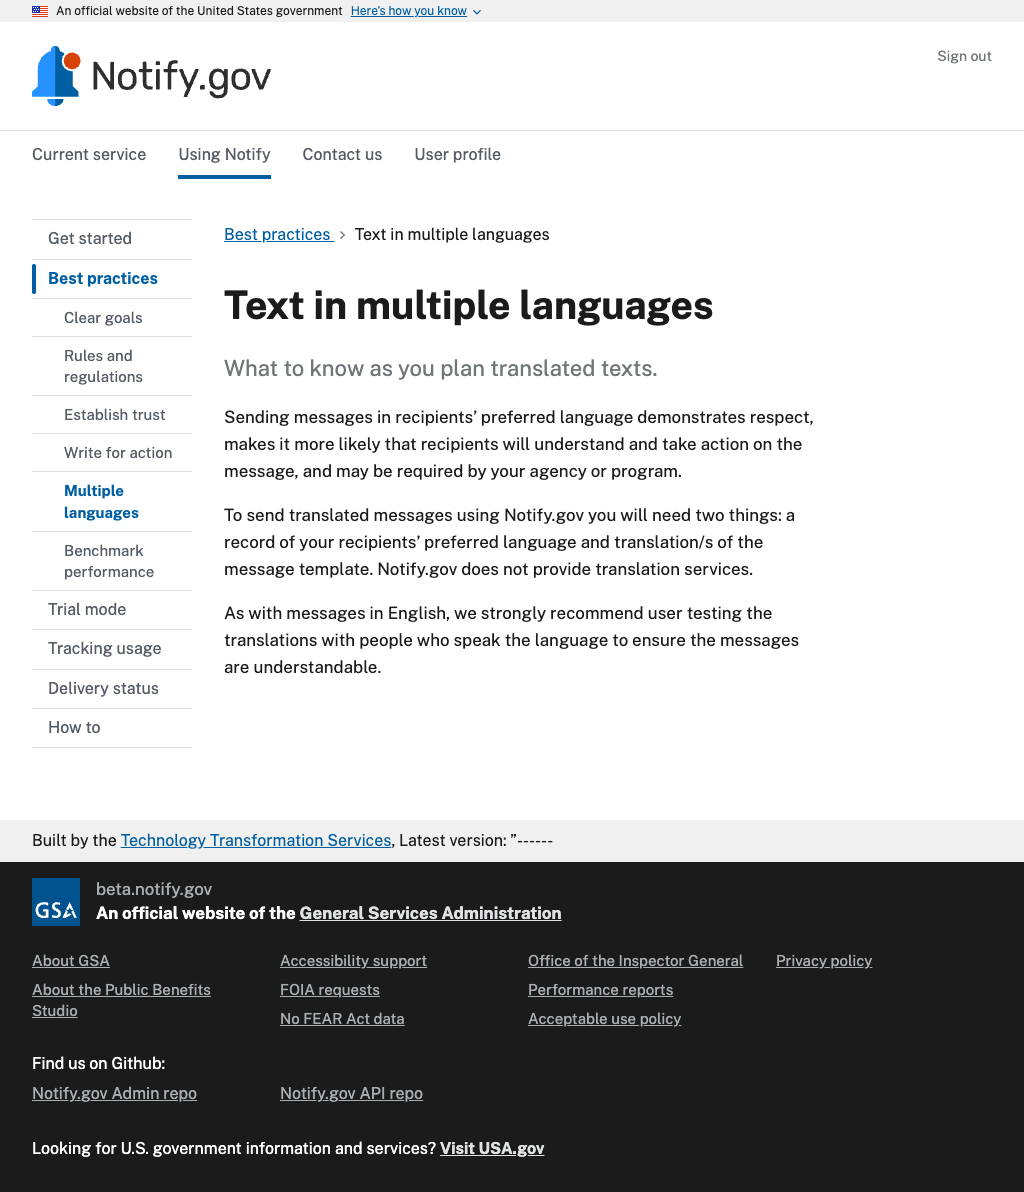 An official website of the United States government Here's how you know
Notify.gov
Sign out
Current service
Using Notify
Contact us
User profile
Get started
Best practices
Clear goals
Rules and
regulations
Establish trust
Write for action
Multiple
languages
Benchmark
performance
Trial mode
Tracking usage
Delivery status
How to
Best practices › Text in multiple languages
Text in multiple languages
What to know as you plan translated texts.
Sending messages in recipients’ preferred language demonstrates respect,
makes it more likely that recipients will understand and take action on the
message, and may be required by your agency or program.
To send translated messages using Notify.gov you will need two things: a
record of your recipients’ preferred language and translation/s of the
message template. Notify.gov does not provide translation services.
As with messages in English, we strongly recommend user testing the
translations with people who speak the language to ensure the messages
are understandable.
Built by the Technology Transformation Services, Latest version: ”------
GSA
beta.notify.gov
An official website of the General Services Administration
About GSA
About the Public Benefits
Studio
Accessibility support
FOIA requests
No FEAR Act data
Office of the Inspector General
Performance reports
Acceptable use policy
Privacy policy
Find us on Github:
Notify.gov Admin repo
Notify.gov API repo
Looking for U.S. government information and services? Visit USA.gov